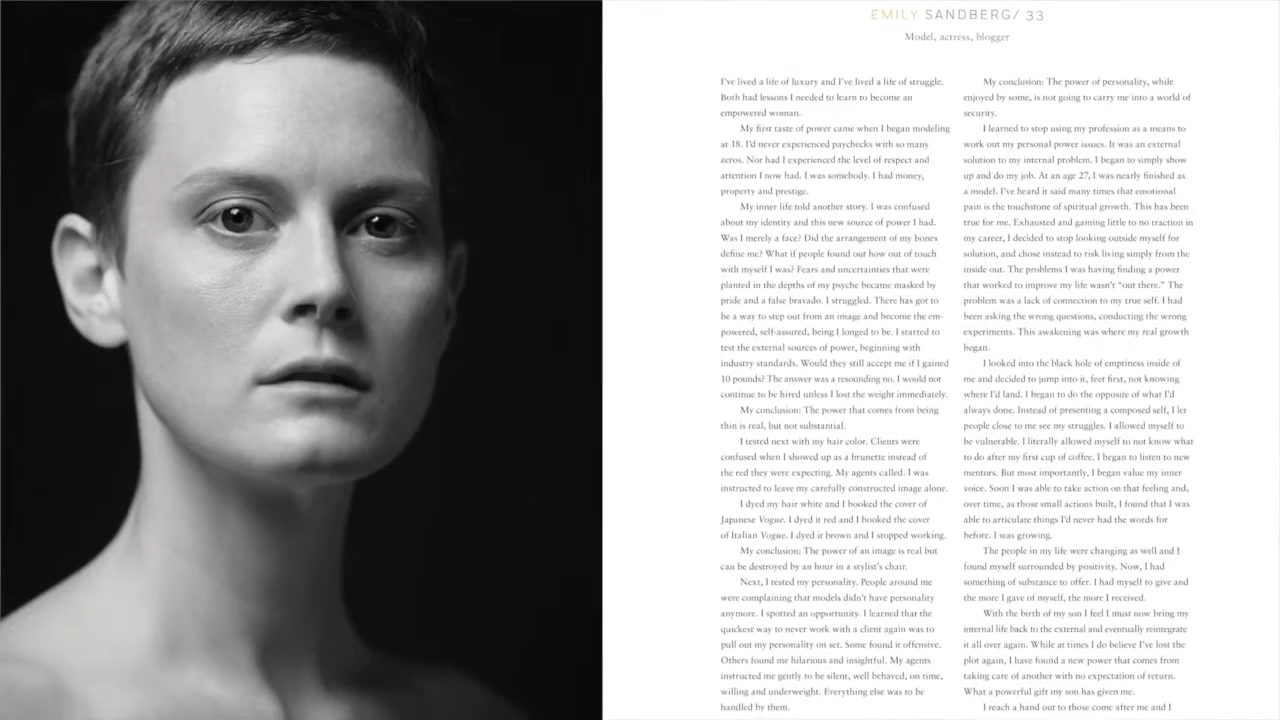 EMILY SANDBERG/ 33
Model, actress, blogger
I've lived a life of luxury and I've lived a life of struggle.
Both had lessons I needed to learn to become an
empowered woman.
My first taste of power came when I began modeling
at 18. I'd never experienced paychecks with so many
zeros. Nor had I experienced the level of respect and
attention I now had. I was somebody. I had money,
property and prestige.
My inner life told another story. I was confused
about my identity and this new source of power I had.
Was I merely a face? Did the arrangement of my bones
define me? What if people found out how out of touch
with myself I was? Fears and uncertainties that were
planted in the depths of my psyche became masked by
pride and a false bravado. I struggled. There has got to
be a way to step out from an image and become the em-
powered, self-assured, being I longed to be. I started to
test the external sources of power, beginning with
industry standards. Would they still accept me if I gained
10 pounds? The answer was a resounding no. I would not
continue to be hired unless I lost the weight immediately.
My conclusion: The power that comes from being
thin is real, but not substantial.
I tested next with my hair color. Clients were
confused when I showed up as a brunette instead of
the red they were expecting. My agents called. I was
instructed to leave my carefully constructed image alone.
I dyed my hair white and I booked the cover of
Japanese Vogue. I dyed it red and I booked the cover
of Italian Vogue. I dyed it brown and I stopped working.
My conclusion: The power of an image is real but
can be destroyed by an hour in a stylist's chair.
Next, I tested my personality. People around me
were complaining that models didn't have personality
anymore. I spotted an opportunity. I learned that the
quickest way to never work with a client again was to
pull out my personality on set. Some found it offensive.
Others found me hilarious and insightful. My agents
instructed me gently to be silent, well behaved, on time,
willing and underweight. Everything else was to be
handled by them.
My conclusion: The power of personality, while
enjoyed by some, is not going to carry me into a world of
security.
I learned to stop using my profession as a means to
work out my personal power issues. It was an external
solution to my internal problem. I began to simply show
up and do my job. At an age 27, I was nearly finished as
a model. I've heard it said many times that emotional
pain is the touchstone of spiritual growth. This has been
true for me. Exhausted and gaining little to no traction in
my career, I decided to stop looking outside myself for
solution, and chose instead to risk living simply from the
inside out. The problems I was having finding a power
that worked to improve my life wasn't "out there." The
problem was a lack of connection to my true self. I had
been asking the wrong questions, conducting the wrong
experiments. This awakening was where my real growth
began.
I looked into the black hole of emptiness inside of
me and decided to jump into it, feet first, not knowing
where I'd land. I began to do the opposite of what I'd
always done. Instead of presenting a composed self, I let
people close to me see my struggles. I allowed myself to
be vulnerable. I literally allowed myself to not know what
to do after my first cup of coffee. I began to listen to new
mentors. But most importantly, I began value my inner
voice. Soon I was able to take action on that feeling and,
over time, as those small actions built, I found that I was
able to articulate things I'd never had the words for
before. I was growing.
The people in my life were changing as well and I
found myself surrounded by positivity. Now, I had
something of substance to offer. I had myself to give and
the more I gave of myself, the more I received.
With the birth of my son I feel I must now bring my
internal life back to the external and eventually reintegrate
it all over again. While at times I do believe I've lost the
plot again, I have found a new power that comes from
taking care of another with no expectation of return.
What a powerful gift my son has given me.
I reach a hand out to those come after me and I